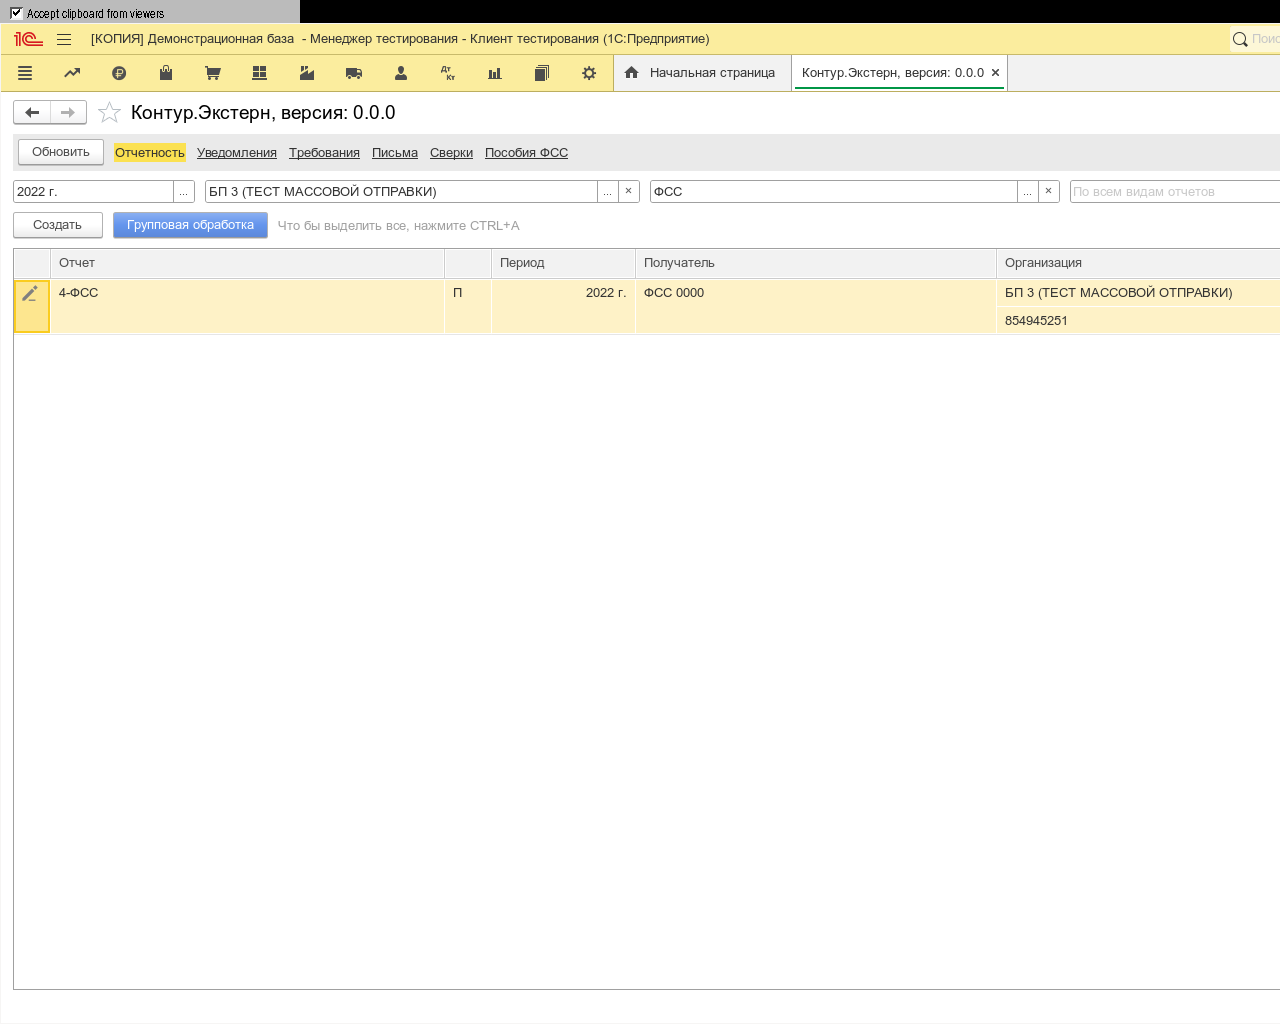 Accept clipboard from viewers
[КОПИЯ] Демонстрационная база - Менеджер тестирования - Клиент тестирования (1С:Предприятие)
Поис
Дт Кт
Начальная страница
Контур.Экстерн, версия: 0.0.0 ×
Контур.Экстерн, версия: 0.0.0
Обновить Отчетность Уведомления Требования Письма Сверки Пособия ФСС
2022 г. ... БП 3 (ТЕСТ МАССОВОЙ ОТПРАВКИ) ... × ФСС ... × По всем видам отчетов
Создать Групповая обработка Что бы выделить все, нажмите CTRL+A
Отчет Период Получатель Организация
4-ФСС П 2022 г. ФСС 0000 БП 3 (ТЕСТ МАССОВОЙ ОТПРАВКИ)
854945251